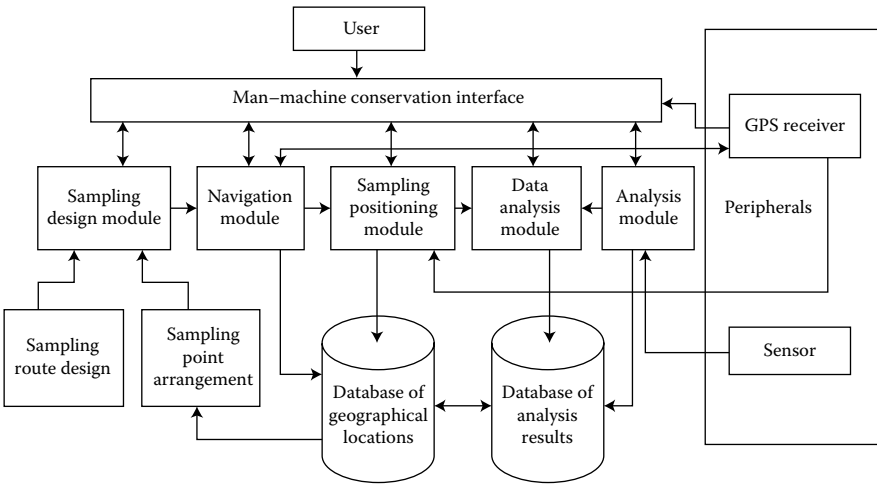 User
Man–machine conservation interface
GPS receiver
Sampling
design module
Navigation
module
Sampling
positioning
module
Data
analysis
module
Analysis
module
Peripherals
Sampling
route design
Sampling
point
arrangement
Database of
geographical
locations
Database of
analysis
results
Sensor